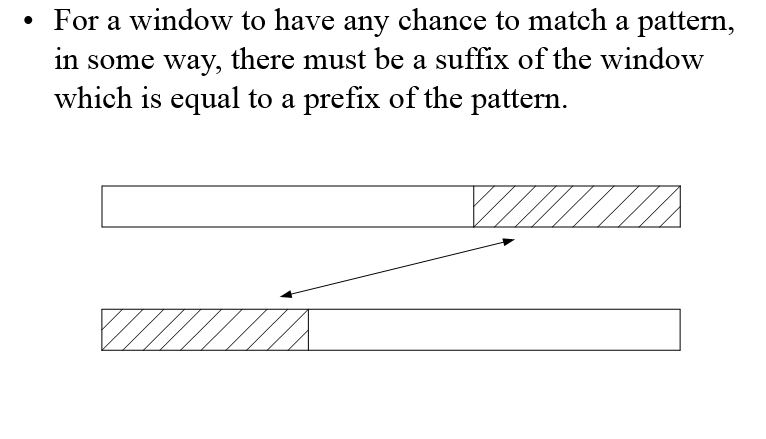 • For a window to have any chance to match a pattern,
in some way, there must be a suffix of the window
which is equal to a prefix of the pattern.